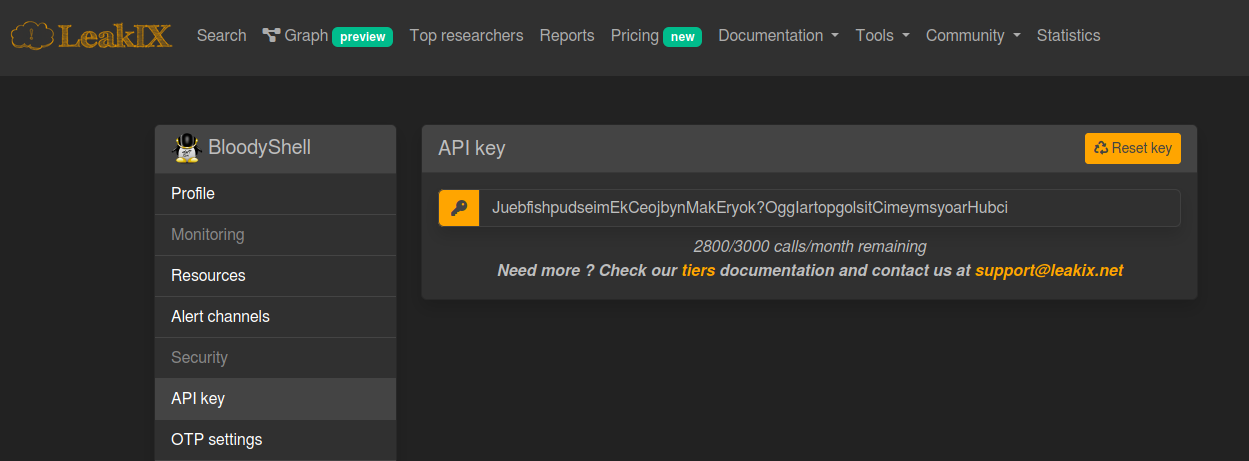 LeakIX
Search Graph preview Top researchers Reports Pricing new Documentation Tools Community Statistics
BloodyShell
Profile
Monitoring
Resources
Alert channels
Security
API key
OTP settings
API key
Reset key
JuebfishpudseimEkCeojbynMakEryok?OggIartopgolsitCimeymsyoarHubci
2800/3000 calls/month remaining
Need more ? Check our tiers documentation and contact us at support@leakix.net